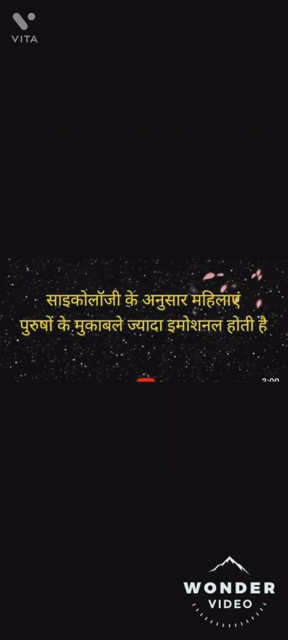 VITA
साइकोलॉजी के अनुसार महिलाएं
पुरुषों के मुकाबले ज्यादा इमोशनल होती है
WONDER
VIDEO